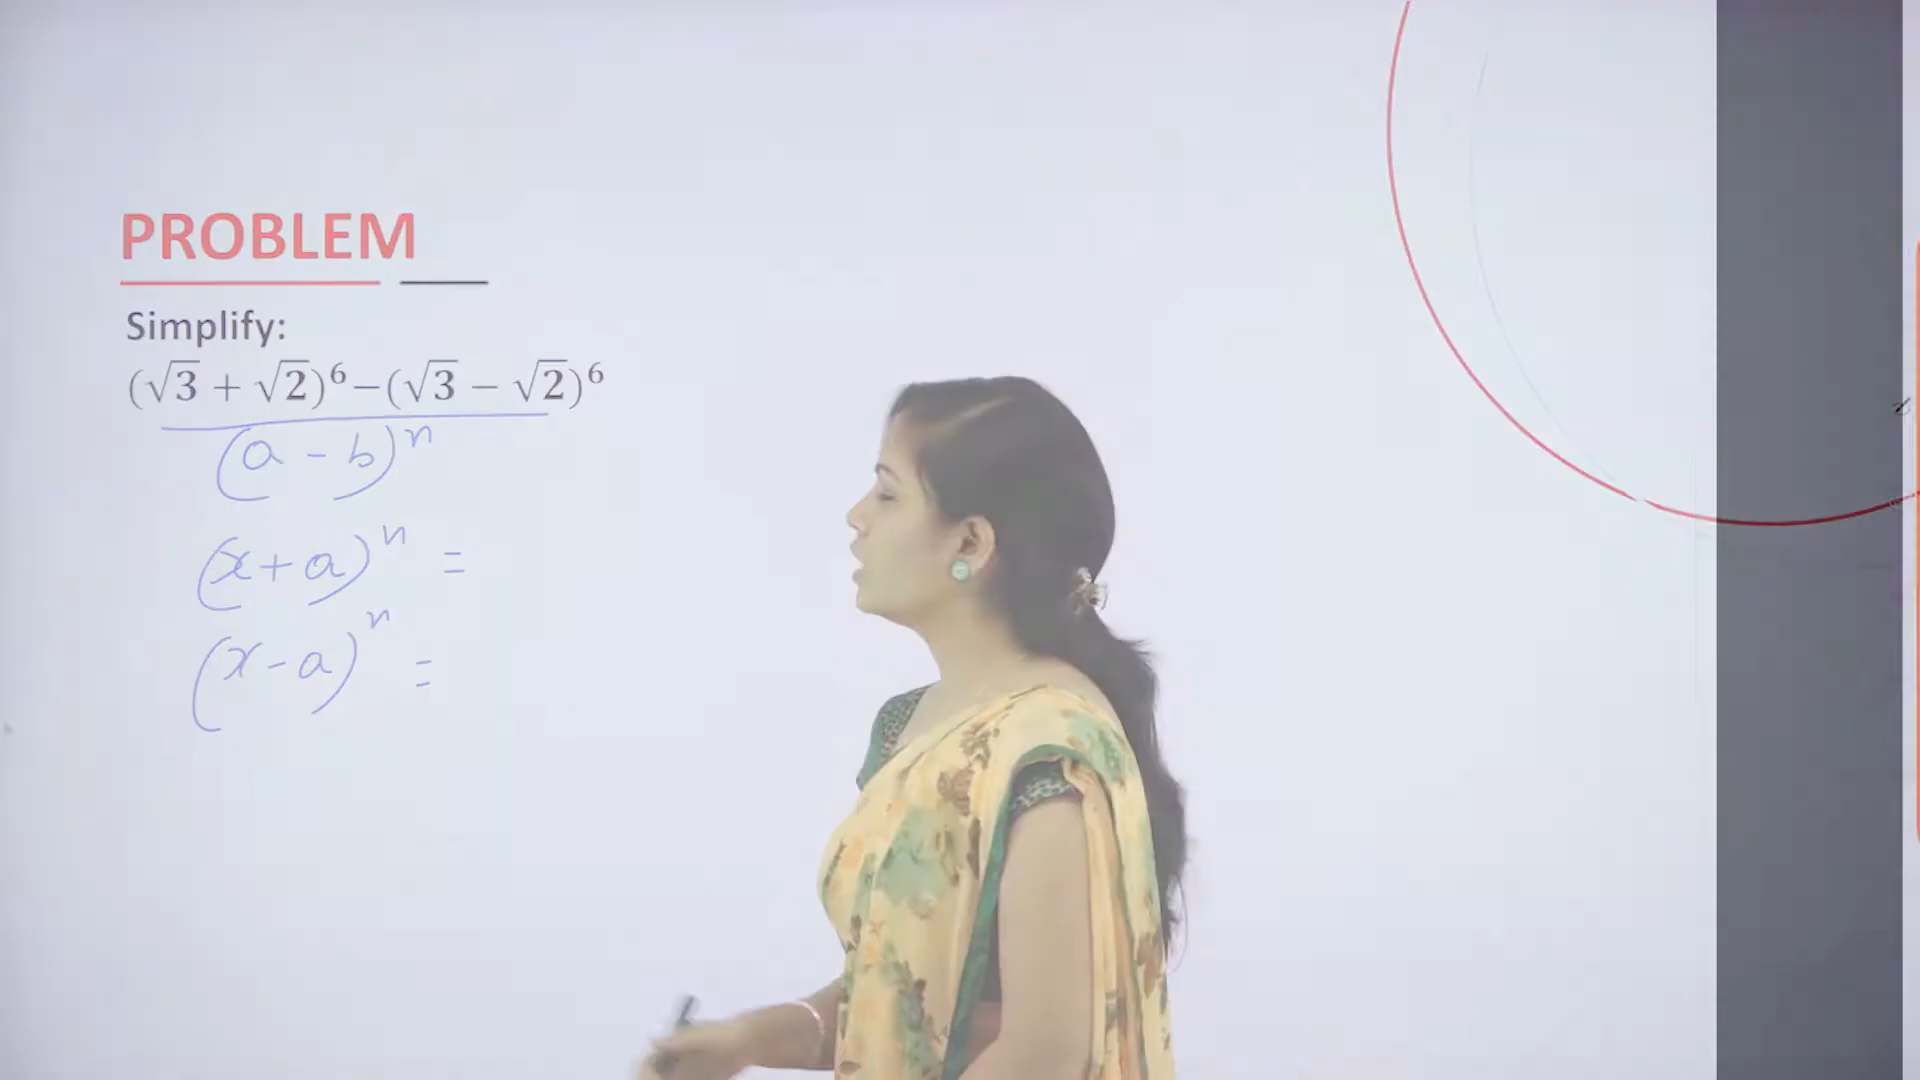 PROBLEM
Simplify:
(√3 + √2)⁶−(√3 − √2)⁶
(a - b)ⁿ
(x+a)ⁿ =
(x-a)ⁿ =